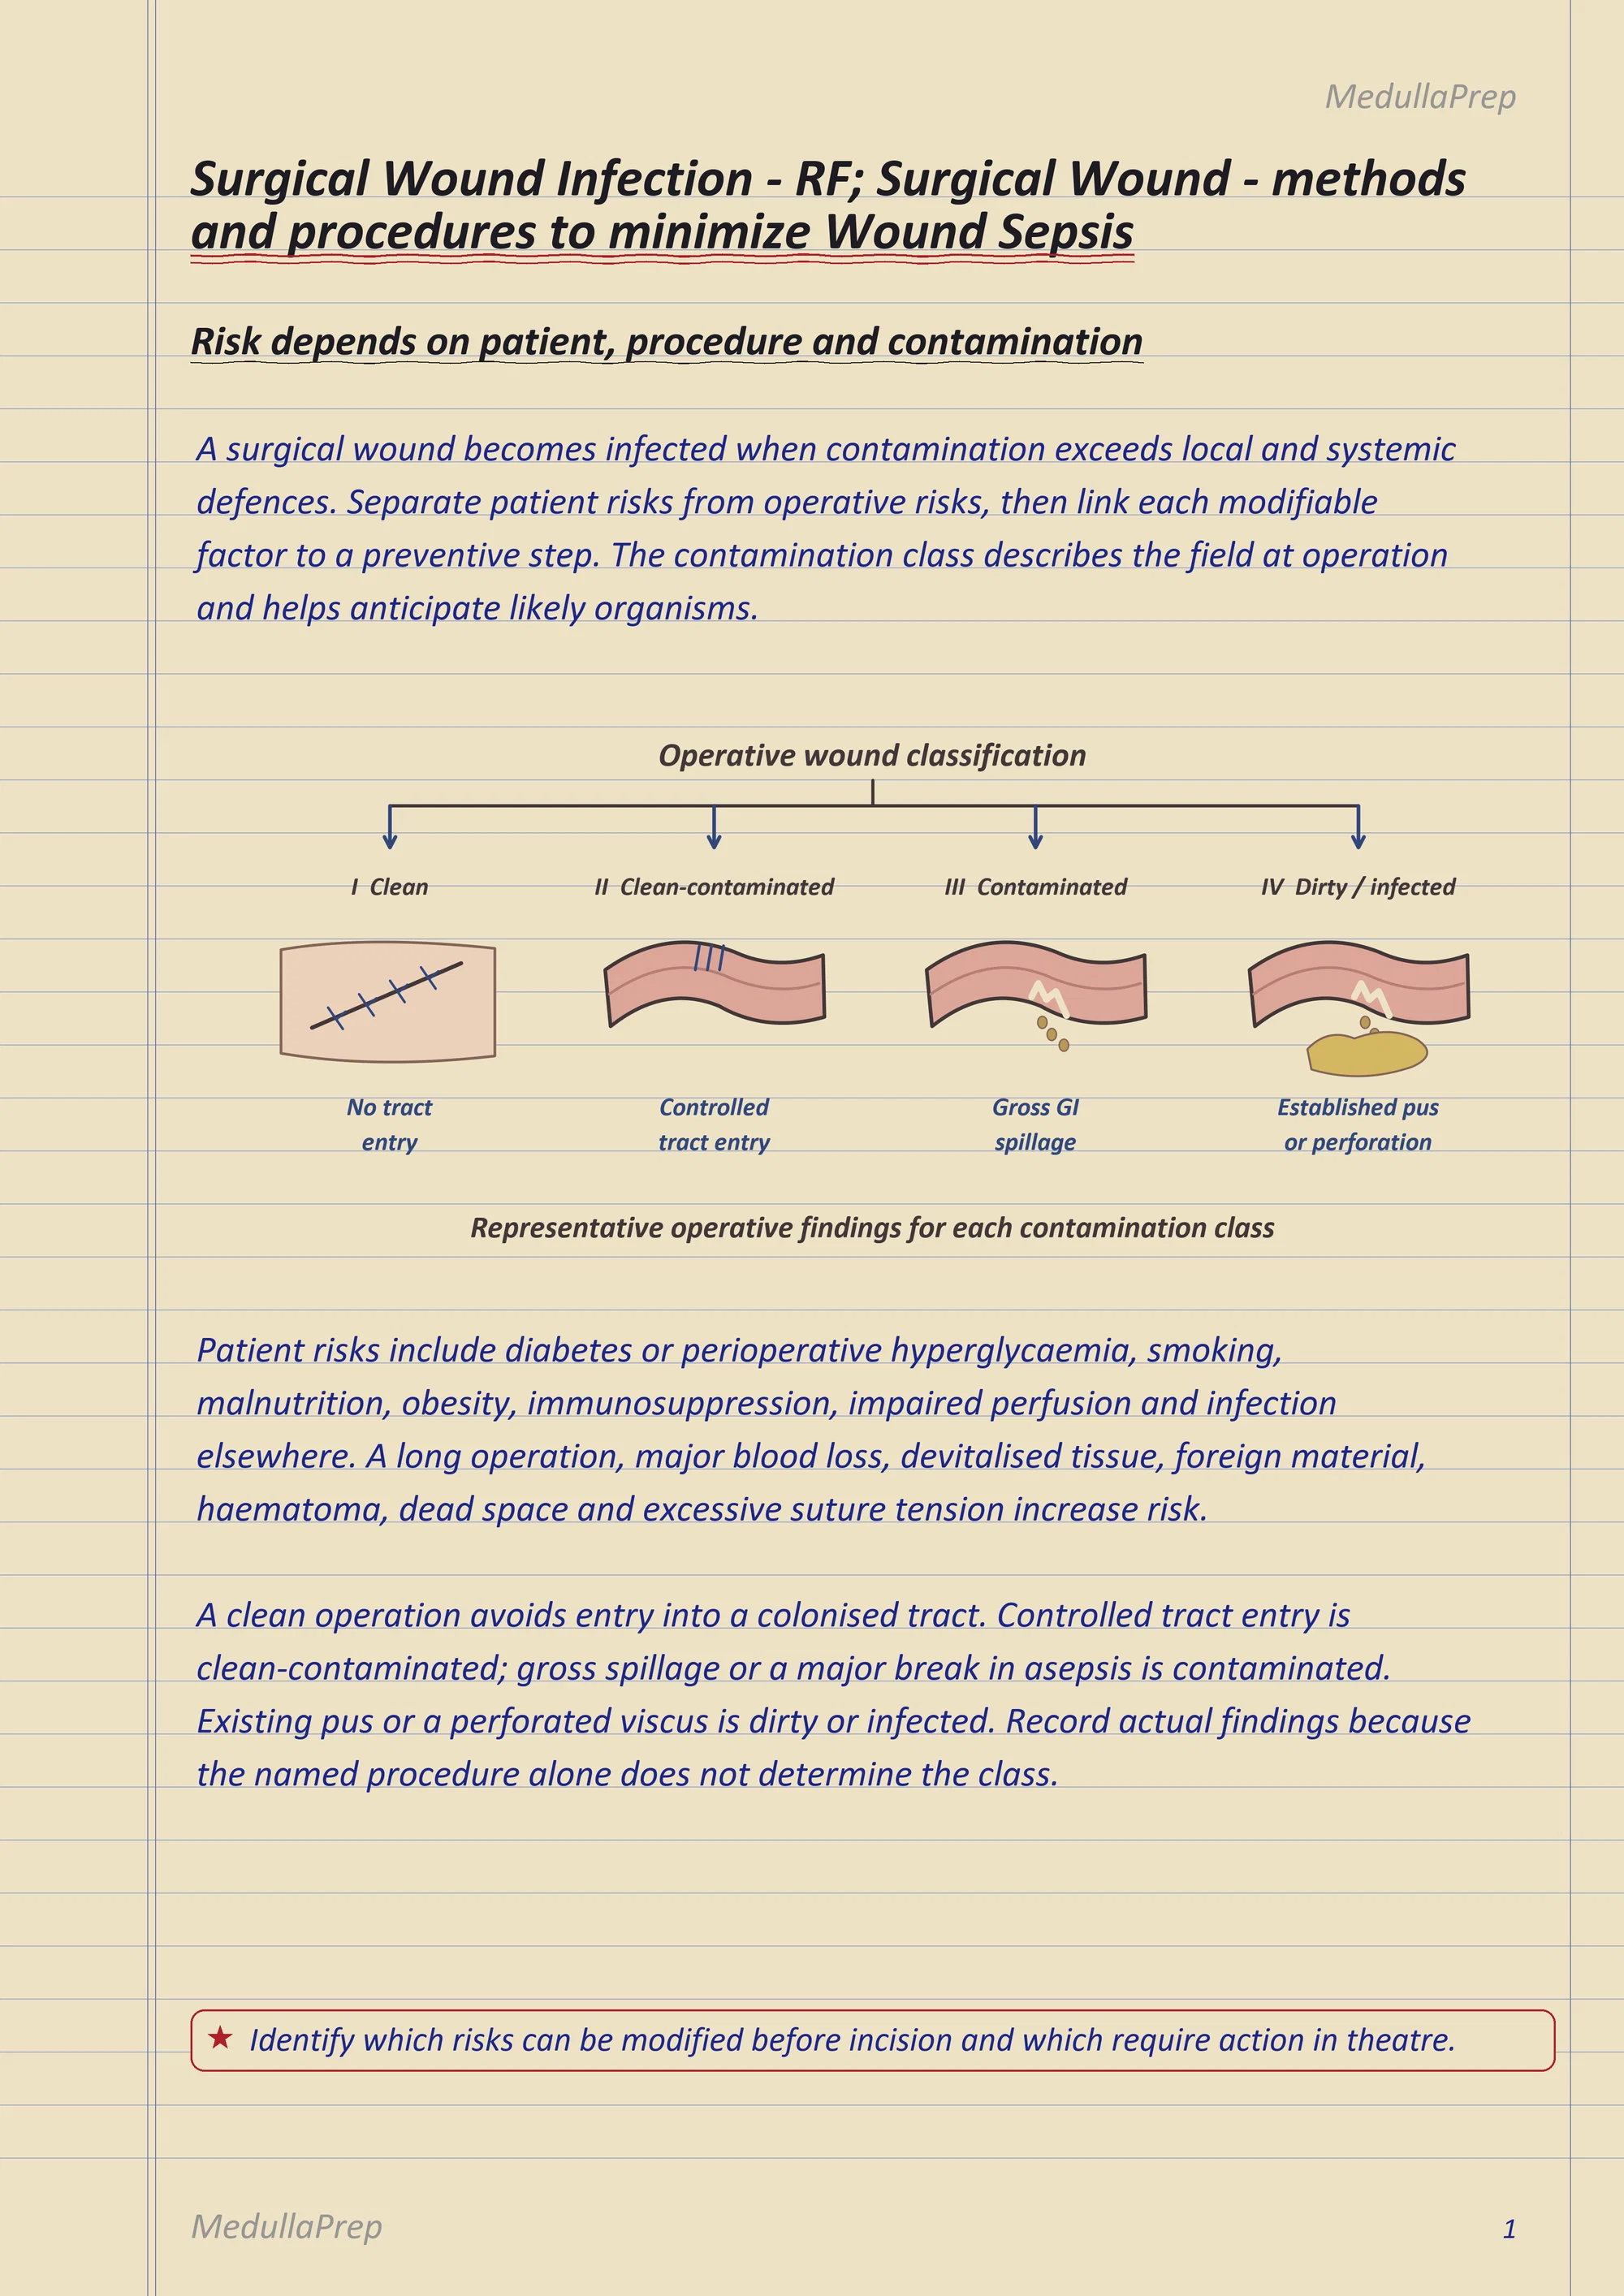 MedullaPrep
Surgical Wound Infection - RF; Surgical Wound - methods
and procedures to minimize Wound Sepsis
Risk depends on patient, procedure and contamination
A surgical wound becomes infected when contamination exceeds local and systemic
defences. Separate patient risks from operative risks, then link each modifiable
factor to a preventive step. The contamination class describes the field at operation
and helps anticipate likely organisms.
Operative wound classification
I Clean
II Clean-contaminated
III Contaminated
IV Dirty / infected
No tract
entry
Controlled
tract entry
Gross GI
spillage
Established pus
or perforation
Representative operative findings for each contamination class
Patient risks include diabetes or perioperative hyperglycaemia, smoking,
malnutrition, obesity, immunosuppression, impaired perfusion and infection
elsewhere. A long operation, major blood loss, devitalised tissue, foreign material,
haematoma, dead space and excessive suture tension increase risk.
A clean operation avoids entry into a colonised tract. Controlled tract entry is
clean-contaminated; gross spillage or a major break in asepsis is contaminated.
Existing pus or a perforated viscus is dirty or infected. Record actual findings because
the named procedure alone does not determine the class.
★ Identify which risks can be modified before incision and which require action in theatre.
MedullaPrep
1